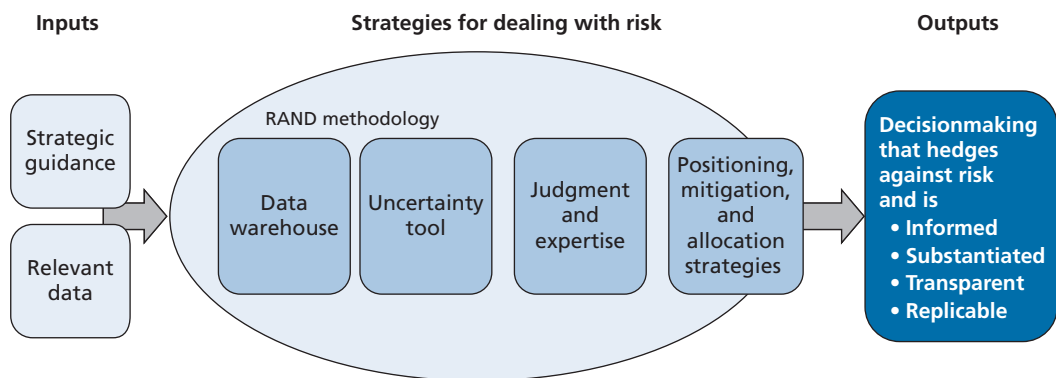 Inputs
Strategies for dealing with risk
Outputs
Strategic
guidance
Relevant
data
RAND methodology
Data
warehouse
Uncertainty
tool
Judgment
and
expertise
Positioning,
mitigation,
and
allocation
strategies
Decisionmaking
that hedges
against risk
and is
• Informed
• Substantiated
• Transparent
• Replicable